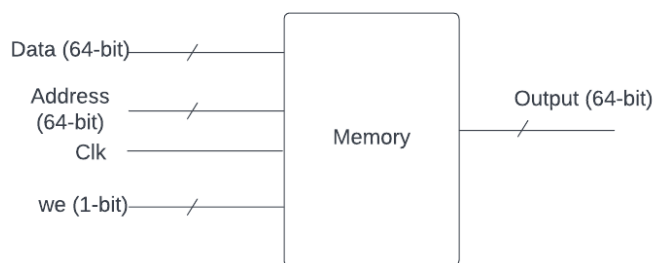 Data (64-bit)
Address
(64-bit)
Clk
we (1-bit)
Memory
Output (64-bit)